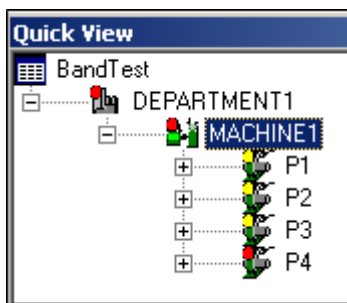 Quick View
BandTest
DEPARTMENT1
MACHINE1
P1
P2
P3
P4